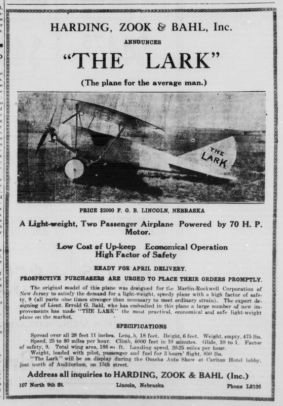 HARDING, ZOOK & BAHL, Inc.
ANNOUNCES
"THE LARK"
(The plane for the average man.)
THE
LARK
PRICE $2000 F. O. B. LINCOLN, NEBRASKA
A Light-weight, Two Passenger Airplane Powered by 70 H. P.
Motor.
Low Cost of Up-keep Economical Operation
High Factor of Safety
READY FOR APRIL DELIVERY.
PROSPECTIVE PURCHASERS ARE URGED TO PLACE THEIR ORDERS PROMPTLY.
The original model of this plane was designed for the Martin-Rockwell Corporation of
New Jersey to satisfy the demand for a light-weight, speedy plane with a high factor of safe-
ty, 9 (all parts nine times stronger than necessary to meet ordinary strain). The expert de-
signing of Lieut. Errold G. Bahl, who has embodied in this plane a large number of new im-
provements has made "THE LARK" the most practical, economical and safe light-weight
plane on the market.
SPECIFICATIONS
Spread over all 28 feet 11 inches. Length, 18 feet. Height, 6 feet. Weight, empty, 475 lbs.
Speed, 25 to 80 miles per hour. Climb, 6000 feet in 10 minutes. Glide, 10 to 1. Factor
of safety, 9. Total wing area, 186 sq. ft. Landing speed, 20-25 miles per hour.
Weight, loaded with pilot, passenger and fuel for 3 hours' flight, 850 lbs.
"The Lark" will be on display during the Omaha Auto Show at Carlton Hotel lobby,
just north of Auditorium, on 15th street.
Address all inquiries to HARDING, ZOOK & BAHL (Inc.)
107 North 9th St. Lincoln, Nebraska Phone